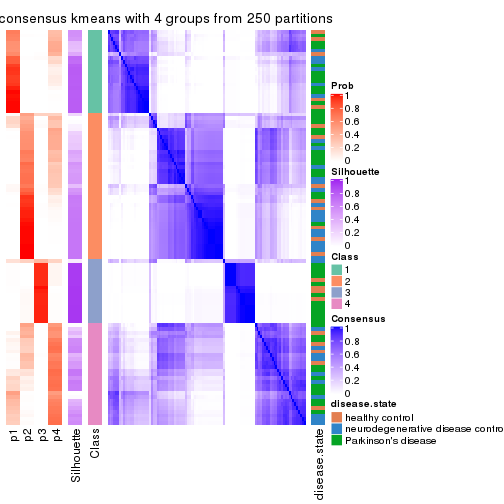 consensus kmeans with 4 groups from 250 partitions
Prob
1
0.8
0.6
0.4
0.2
0
Silhouette
1
0.8
0.6
0.4
0.2
0
Class
1
2
3
4
Consensus
1
0.8
0.6
0.4
0.2
0
disease.state
healthy control
neurodegenerative disease contro
Parkinson's disease
p1
p2
p3
p4
Silhouette
Class
disease.state